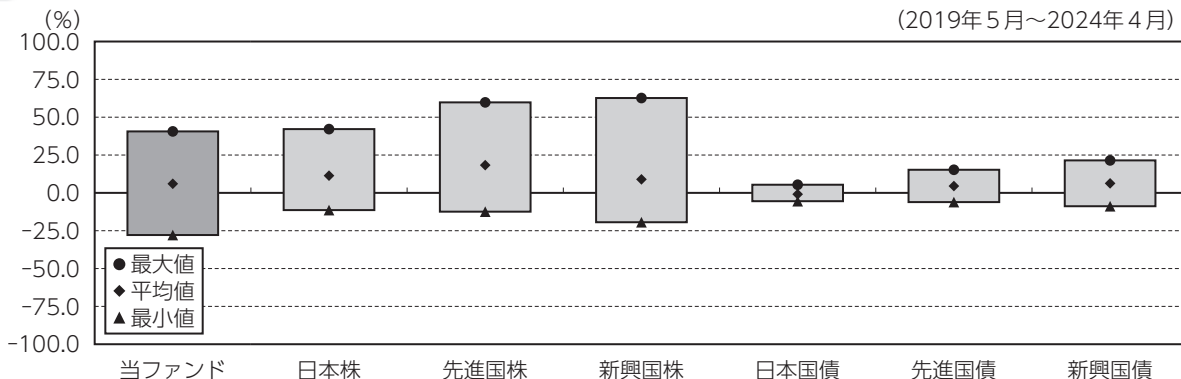 (%)
(2019年5月～2024年4月)
100.0
75.0
50.0
25.0
0.0
-25.0
-50.0
-75.0
-100.0
●最大値
◆平均値
▲最小値
当ファンド 日本株 先進国株 新興国株 日本国債 先進国債 新興国債